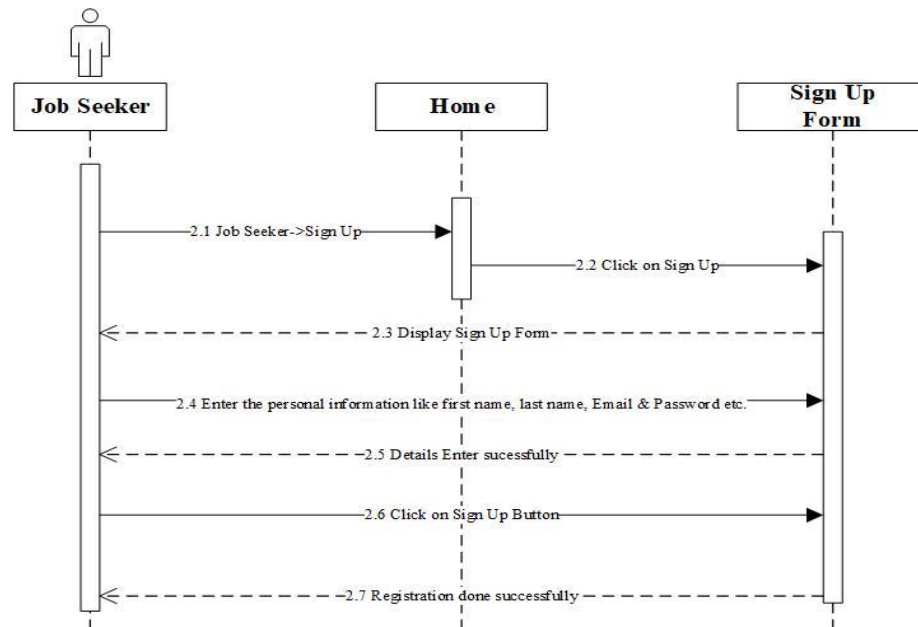 Job Seeker
Home
Sign Up
Form
2.1 Job Seeker->Sign Up
2.2 Click on Sign Up
2.3 Display Sign Up Form
2.4 Enter the personal information like first name, last name, Email & Password etc.
2.5 Details Enter sucessfully
2.6 Click on Sign Up Button
2.7 Registration done successfully